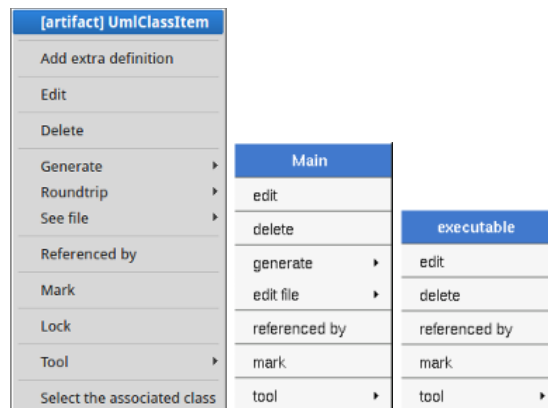 [artifact] UmlClassItem
Add extra definition
Edit
Delete
Generate
Roundtrip
See file
Referenced by
Mark
Lock
Tool
Select the associated class
Main
edit
delete
generate
edit file
referenced by
mark
tool
executable
edit
delete
referenced by
mark
tool